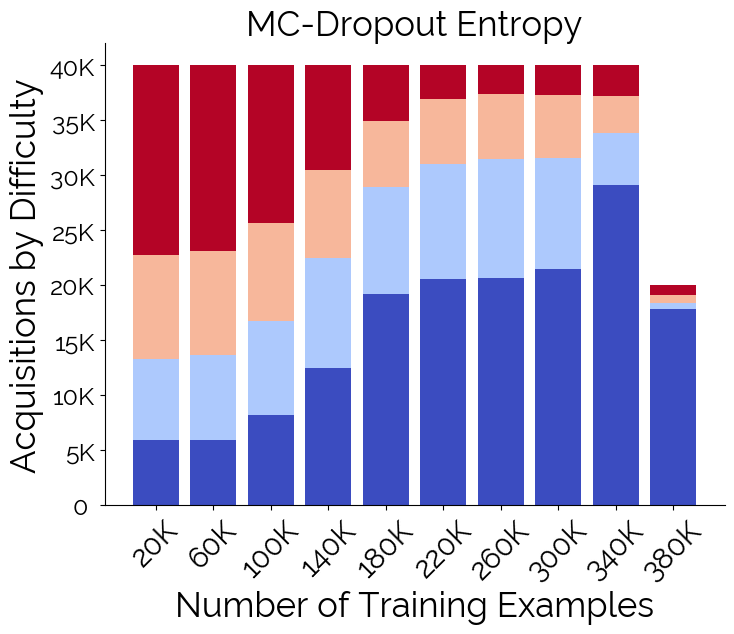 MC-Dropout Entropy
Acquisitions by Difficulty
40K
35K
30K
25K
20K
15K
10K
5K
0
20K
60K
100K
140K
180K
220K
260K
300K
340K
380K
Number of Training Examples